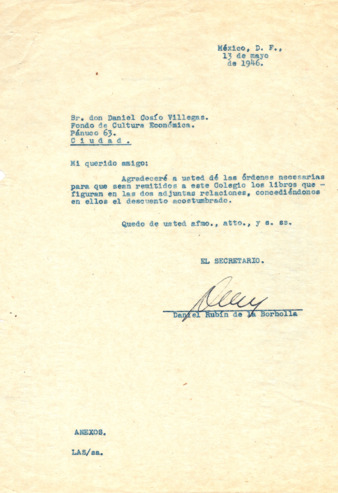 México, D. F.,
13 de mayo
de 1946.
Sr. don Daniel Cosío Villegas.
Fondo de Cultura Económica.
Pánuco 63.
Ciudad.
Mi querido amigo:
Agradeceré a usted dé las órdenes necesarias
para que sean remitidos a este Colegio los libros que -
figuran en las dos adjuntas relaciones, concediéndonos
en ellos el descuento acostumbrado.
Quedo de usted afmo., atto., y s. ss.
EL SECRETARIO.
Daniel Rubín de la Borbolla
ANEXOS.
LAS/sa.